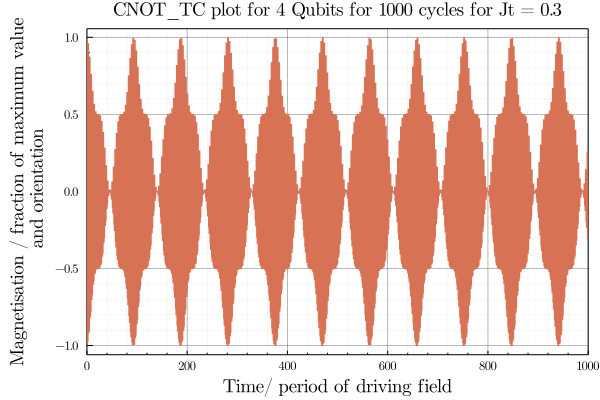 CNOT_TC plot for 4 Qubits for 1000 cycles for Jt = 0.3
Magnetisation / fraction of maximum value
and orientation
1.0
0.5
0.0
−0.5
−1.0
0
200
400
600
800
1000
Time/ period of driving field